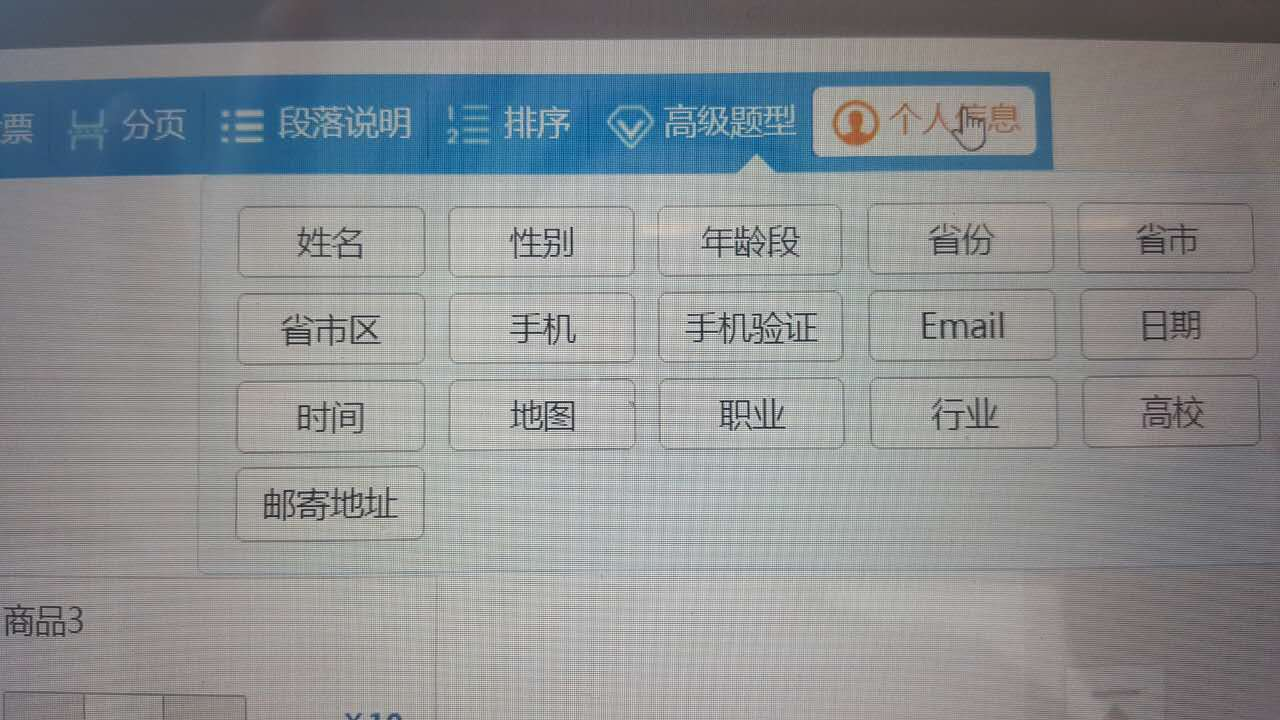 票 分页 段落说明 排序 高级题型 个人信息
姓名 性别 年龄段 省份 省市
省市区 手机 手机验证 Email 日期
时间 地图 职业 行业 高校
邮寄地址
商品3